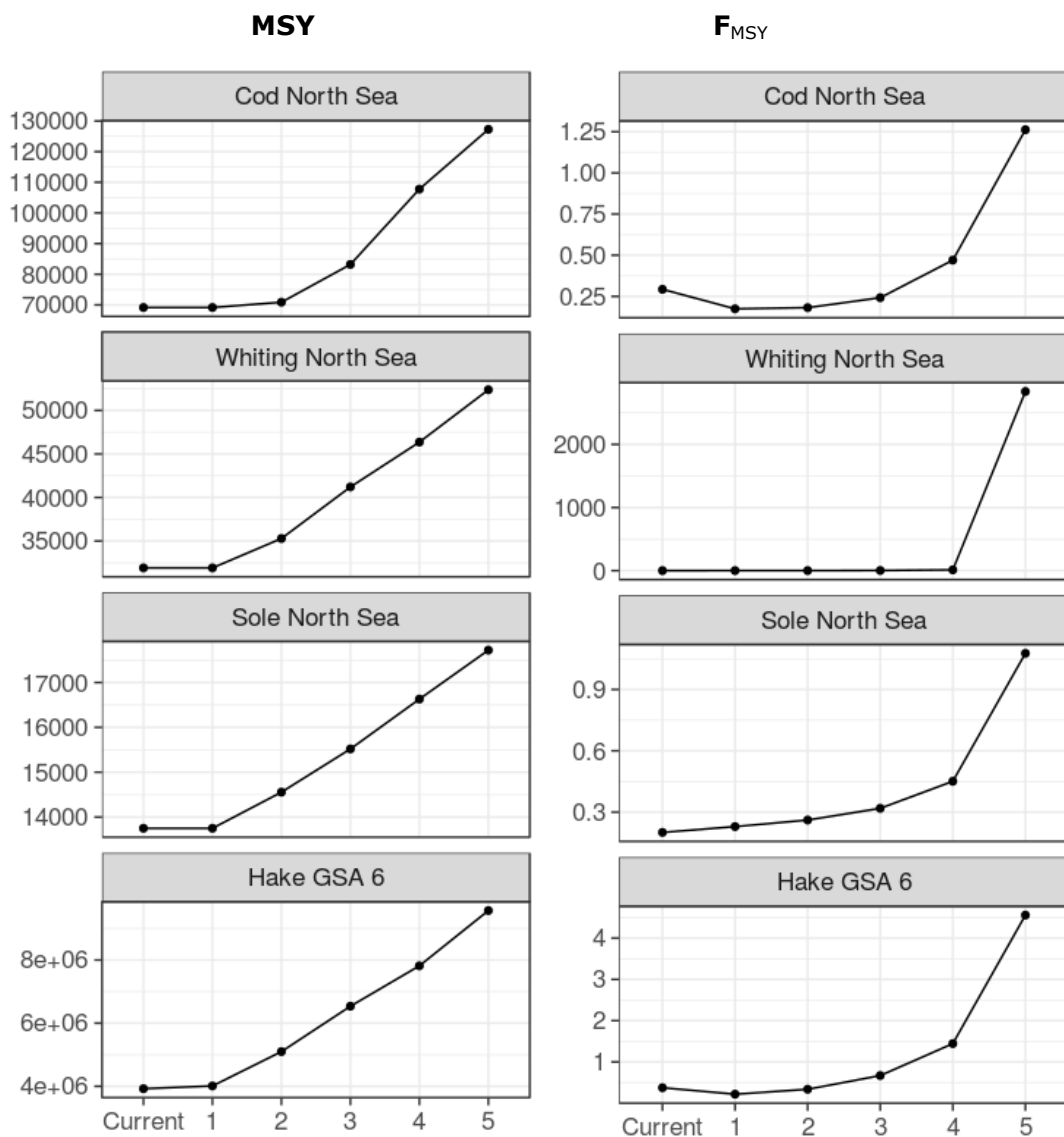 MSY
F_MSY
Cod North Sea
130000
120000
110000
100000
90000
80000
70000
Cod North Sea
1.25
1.00
0.75
0.50
0.25
Whiting North Sea
50000
45000
40000
35000
Whiting North Sea
2000
1000
0
Sole North Sea
17000
16000
15000
14000
Sole North Sea
0.9
0.6
0.3
Hake GSA 6
8e+06
6e+06
4e+06
Current 1 2 3 4 5
Hake GSA 6
4
3
2
1
Current 1 2 3 4 5